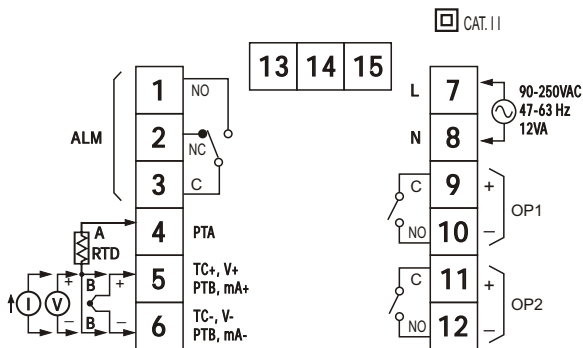 CAT.II
13 14 15
1 NO
ALM 2 NC
3 C
4 PTA
A
RTD
5 TC+, V+
PTB, mA+
6 TC-, V-
PTB, mA-
I V + − B B + −
L 7
N 8
90-250VAC
47-63 Hz
12VA
9 C +
OP1
10 NO −
11 C +
OP2
12 NO −